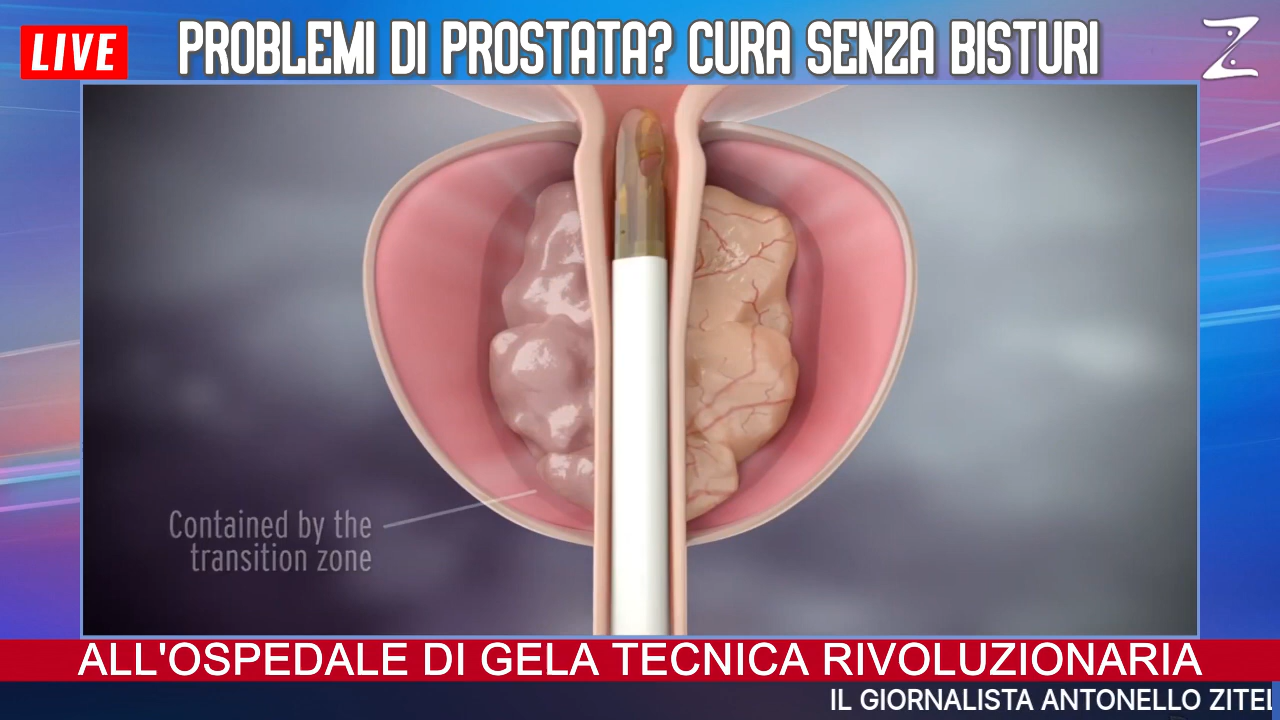 LIVE
PROBLEMI DI PROSTATA? CURA SENZA BISTURI
Contained by the
transition zone
ALL'OSPEDALE DI GELA TECNICA RIVOLUZIONARIA
IL GIORNALISTA ANTONELLO ZITEL